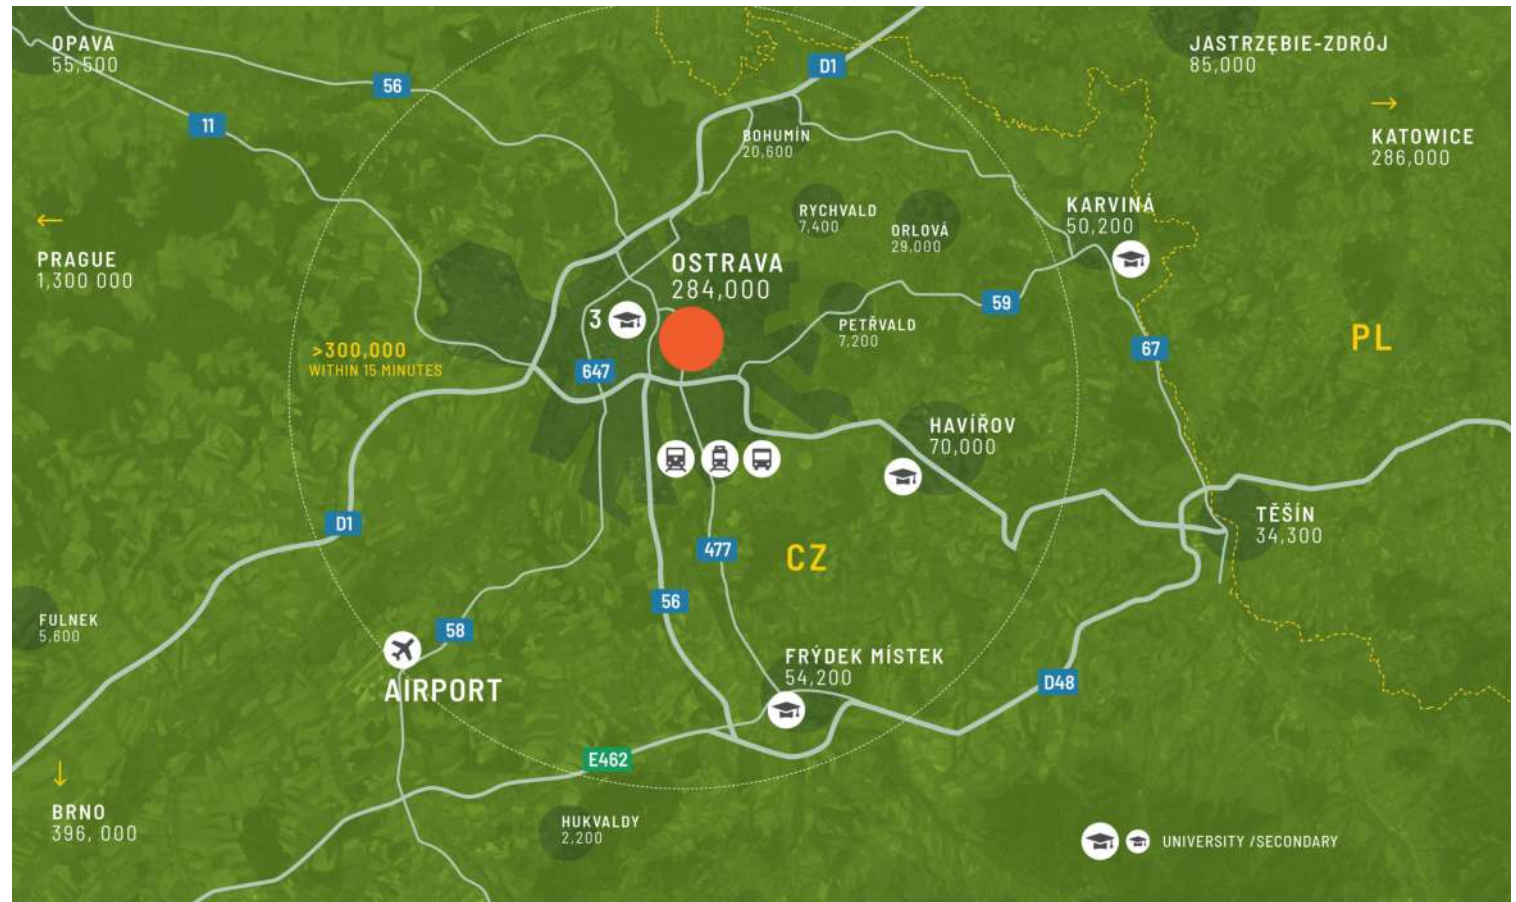 OPAVA
55,500
56
D1
JASTRZĘBIE-ZDRÓJ
85,000
11
BOHUMÍN
20,600
KATOWICE
286,000
RYCHVALD
7,400
ORLOVÁ
29,000
KARVINÁ
50,200
PRAGUE
1,300 000
OSTRAVA
284,000
59
3
PETŘVALD
7,200
>300,000
WITHIN 15 MINUTES
647
67
PL
HAVÍŘOV
70,000
D1
TĚŠÍN
34,300
477
CZ
56
FULNEK
5,600
58
AIRPORT
FRÝDEK MÍSTEK
54,200
D48
E462
BRNO
396, 000
HUKVALDY
2,200
UNIVERSITY /SECONDARY